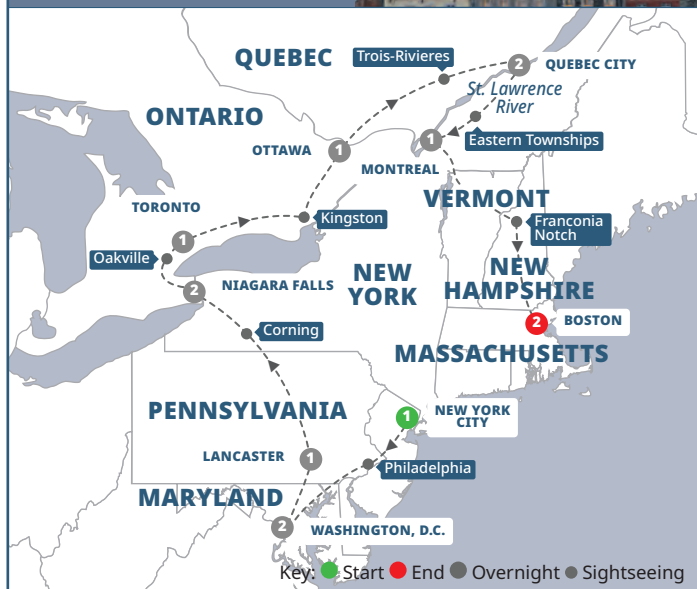 QUEBEC
Trois-Rivieres
2
QUEBEC CITY
St. Lawrence
River
ONTARIO
OTTAWA
1
1
Eastern Townships
MONTREAL
VERMONT
TORONTO
1
Kingston
Franconia
Notch
Oakville
2
NIAGARA FALLS
NEW
YORK
NEW
HAMPSHIRE
2
BOSTON
Corning
MASSACHUSETTS
PENNSYLVANIA
1
NEW YORK
CITY
LANCASTER
1
Philadelphia
MARYLAND
2
WASHINGTON, D.C.
Key: Start End Overnight Sightseeing